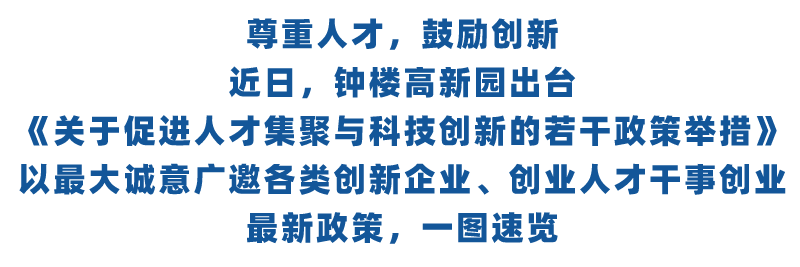 尊重人才，鼓励创新
近日，钟楼高新园出台
《关于促进人才集聚与科技创新的若干政策举措》
以最大诚意广邀各类创新企业、创业人才干事创业
最新政策，一图速览